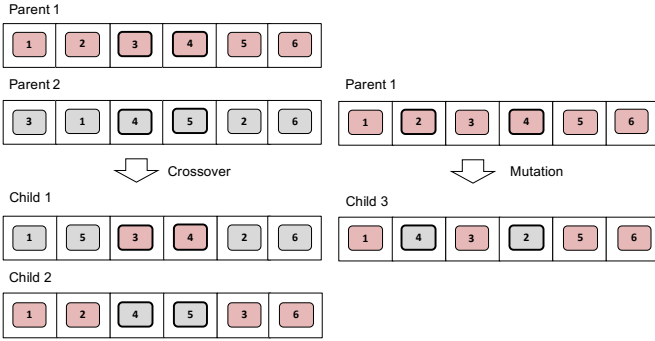 Parent 1
1 2 3 4 5 6
Parent 2
3 1 4 5 2 6
Crossover
Child 1
1 5 3 4 2 6
Child 2
1 2 4 5 3 6
Parent 1
1 2 3 4 5 6
Mutation
Child 3
1 4 3 2 5 6